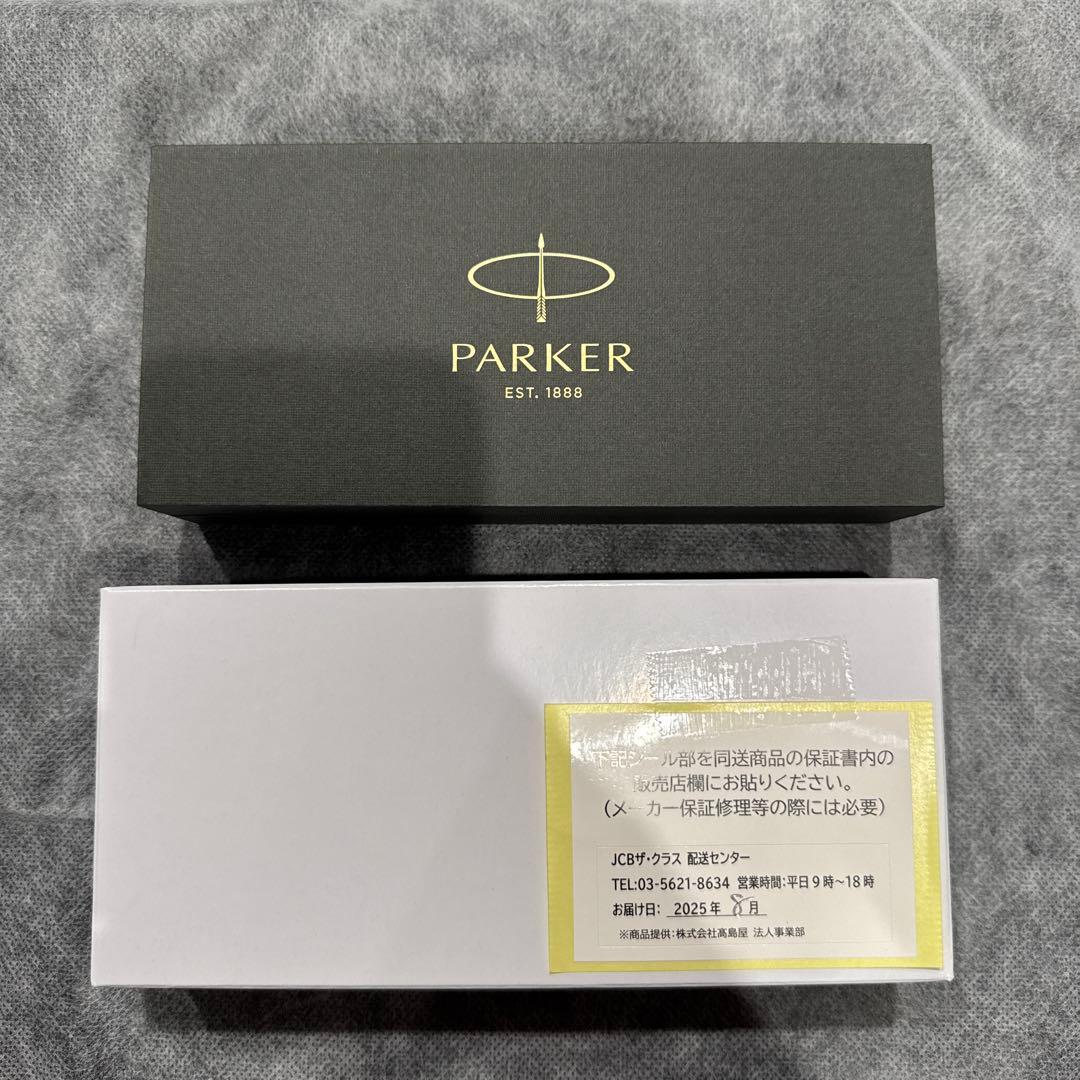 PARKER
EST. 1888
下記シール部を同送商品の保証書内の
販売店欄にお貼りください。
(メーカー保証修理等の際には必要)
JCBザ・クラス 配送センター
TEL:03-5621-8634 営業時間:平日9時~18時
お届け日: 2025年 8月
※商品提供:株式会社髙島屋 法人事業部